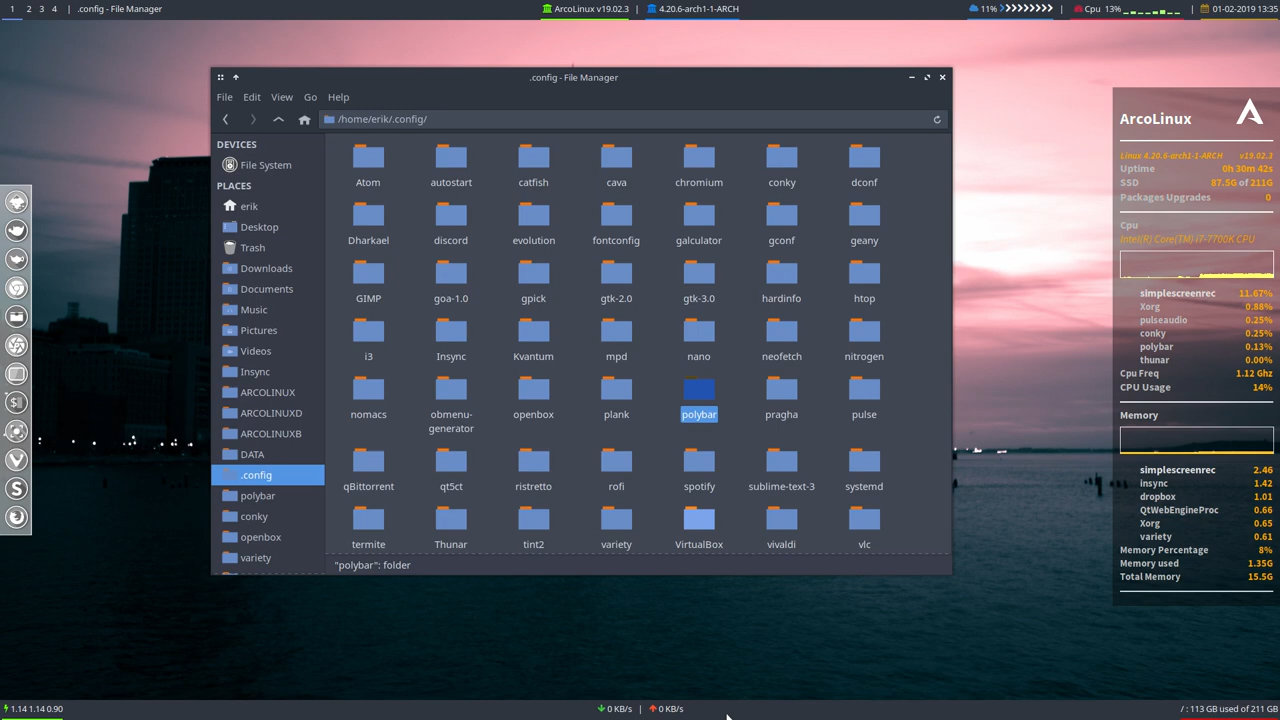 1 2 3 4 | .config - File Manager
ArcoLinux v19.02.3 | 4.20.6-arch1-1-ARCH
11% | Cpu 13% | 01-02-2019 13:35
.config - File Manager
File Edit View Go Help
/home/erik/.config/
DEVICES
File System
PLACES
erik
Desktop
Trash
Downloads
Documents
Music
Pictures
Videos
Insync
ARCOLINUX
ARCOLINUXD
ARCOLINUXB
DATA
.config
polybar
conky
openbox
variety
Atom autostart catfish cava chromium conky dconf
Dharkael discord evolution fontconfig galculator gconf geany
GIMP goa-1.0 gpick gtk-2.0 gtk-3.0 hardinfo htop
i3 Insync Kvantum mpd nano neofetch nitrogen
nomacs obmenu-generator openbox plank polybar pragha pulse
qBittorrent qt5ct ristretto rofi spotify sublime-text-3 systemd
termite Thunar tint2 variety VirtualBox vivaldi vlc
"polybar": folder
ArcoLinux
Linux 4.20.6-arch1-1-ARCH v19.02.3
Uptime 0h 30m 42s
SSD 87.5G of 211G
Packages Upgrades 0
Cpu
Intel(R) Core(TM) i7-7700K CPU
simplescreenrec 11.67%
Xorg 0.88%
pulseaudio 0.25%
conky 0.25%
polybar 0.13%
thunar 0.00%
Cpu Freq 1.12 Ghz
CPU Usage 14%
Memory
simplescreenrec 2.46
insync 1.42
dropbox 1.01
QtWebEngineProc 0.66
Xorg 0.65
variety 0.61
Memory Percentage 8%
Memory used 1.35G
Total Memory 15.5G
1.14 1.14 0.90
0 KB/s | 0 KB/s
/ : 113 GB used of 211 GB